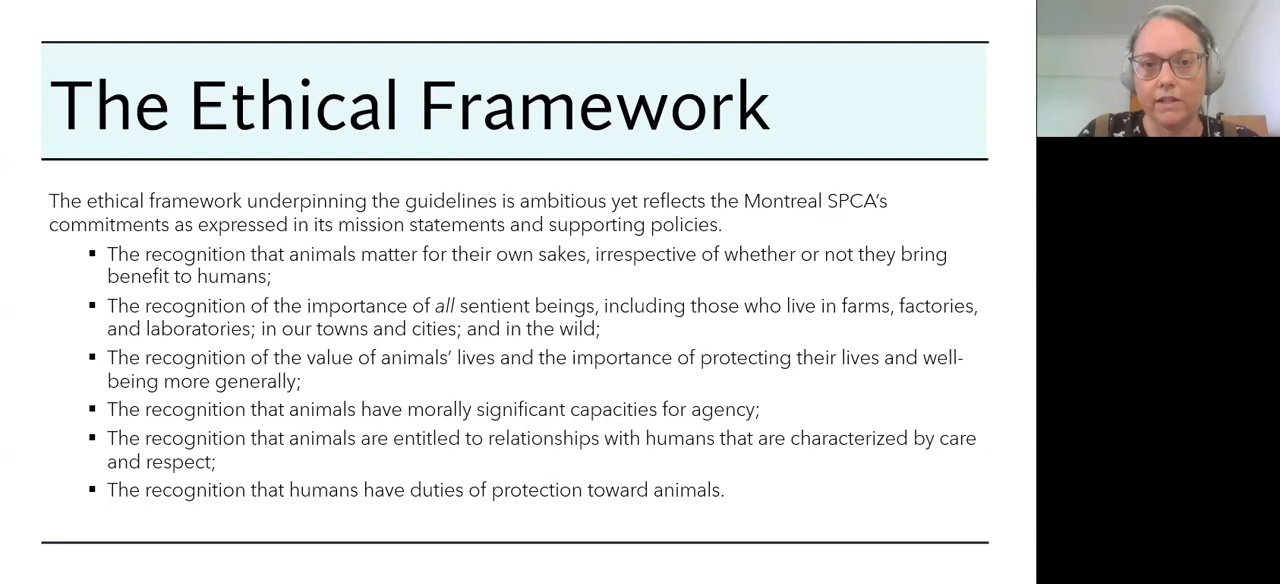 The Ethical Framework
The ethical framework underpinning the guidelines is ambitious yet reflects the Montreal SPCA’s
commitments as expressed in its mission statements and supporting policies.
▪ The recognition that animals matter for their own sakes, irrespective of whether or not they bring
benefit to humans;
▪ The recognition of the importance of all sentient beings, including those who live in farms, factories,
and laboratories; in our towns and cities; and in the wild;
▪ The recognition of the value of animals’ lives and the importance of protecting their lives and well-
being more generally;
▪ The recognition that animals have morally significant capacities for agency;
▪ The recognition that animals are entitled to relationships with humans that are characterized by care
and respect;
▪ The recognition that humans have duties of protection toward animals.